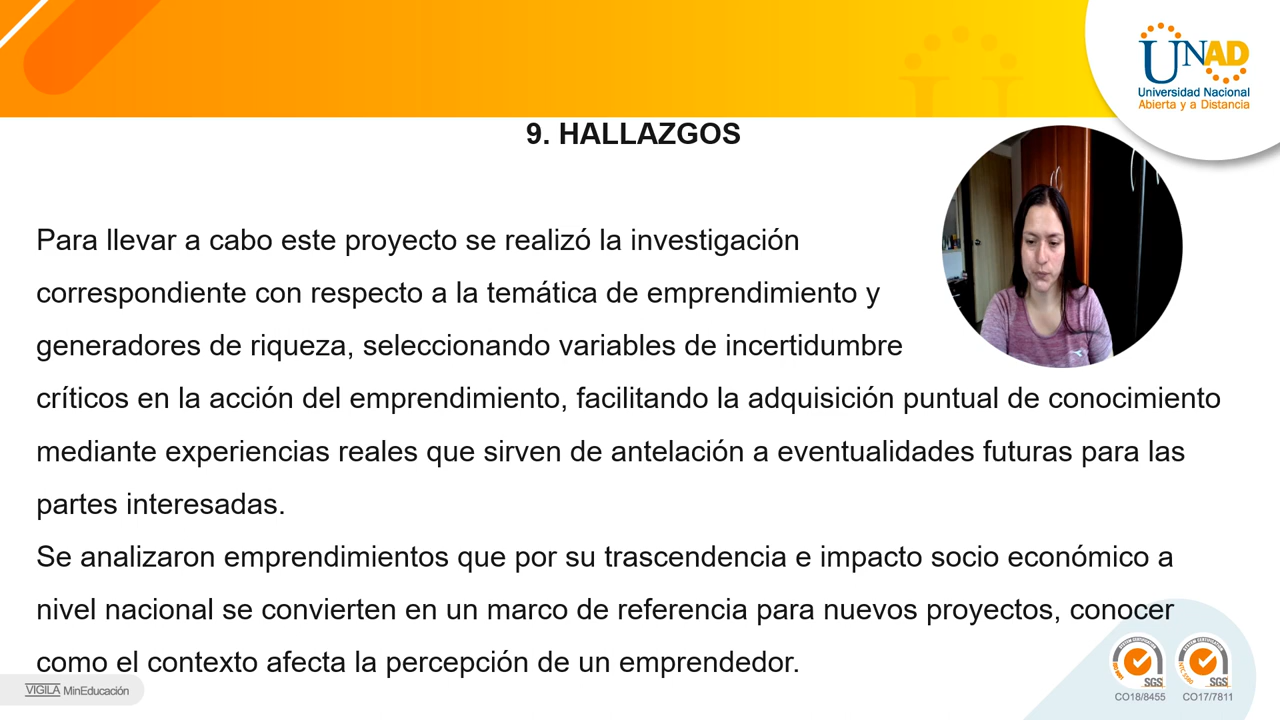 UNAD
Universidad Nacional
Abierta y a Distancia
9. HALLAZGOS
Para llevar a cabo este proyecto se realizó la investigación
correspondiente con respecto a la temática de emprendimiento y
generadores de riqueza, seleccionando variables de incertidumbre
críticos en la acción del emprendimiento, facilitando la adquisición puntual de conocimiento
mediante experiencias reales que sirven de antelación a eventualidades futuras para las
partes interesadas.
Se analizaron emprendimientos que por su trascendencia e impacto socio económico a
nivel nacional se convierten en un marco de referencia para nuevos proyectos, conocer
como el contexto afecta la percepción de un emprendedor.
VIGILADA MinEducación
SGS SGS
CO18/8455 CO17/7811